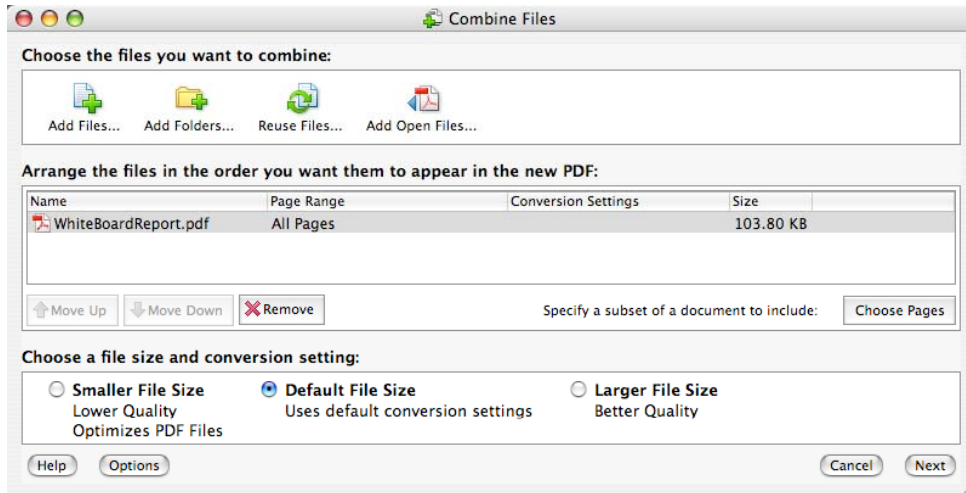 Combine Files
Choose the files you want to combine:
Add Files... Add Folders... Reuse Files... Add Open Files...
Arrange the files in the order you want them to appear in the new PDF:
Name Page Range Conversion Settings Size
WhiteBoardReport.pdf All Pages 103.80 KB
Move Up Move Down Remove Specify a subset of a document to include: Choose Pages
Choose a file size and conversion setting:
Smaller File Size Default File Size Larger File Size
Lower Quality Uses default conversion settings Better Quality
Optimizes PDF Files
Help Options Cancel Next